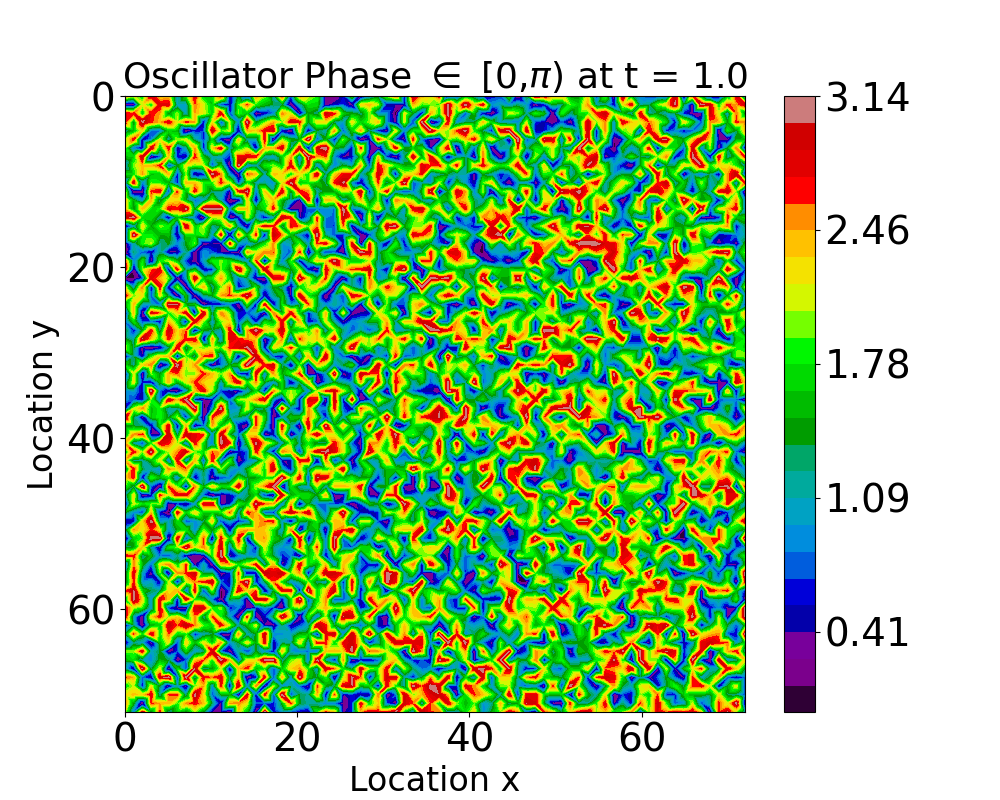 Oscillator Phase ∈ [0,π) at t = 1.0
0
20
40
60
Location y
0 20 40 60
Location x
3.14
2.46
1.78
1.09
0.41